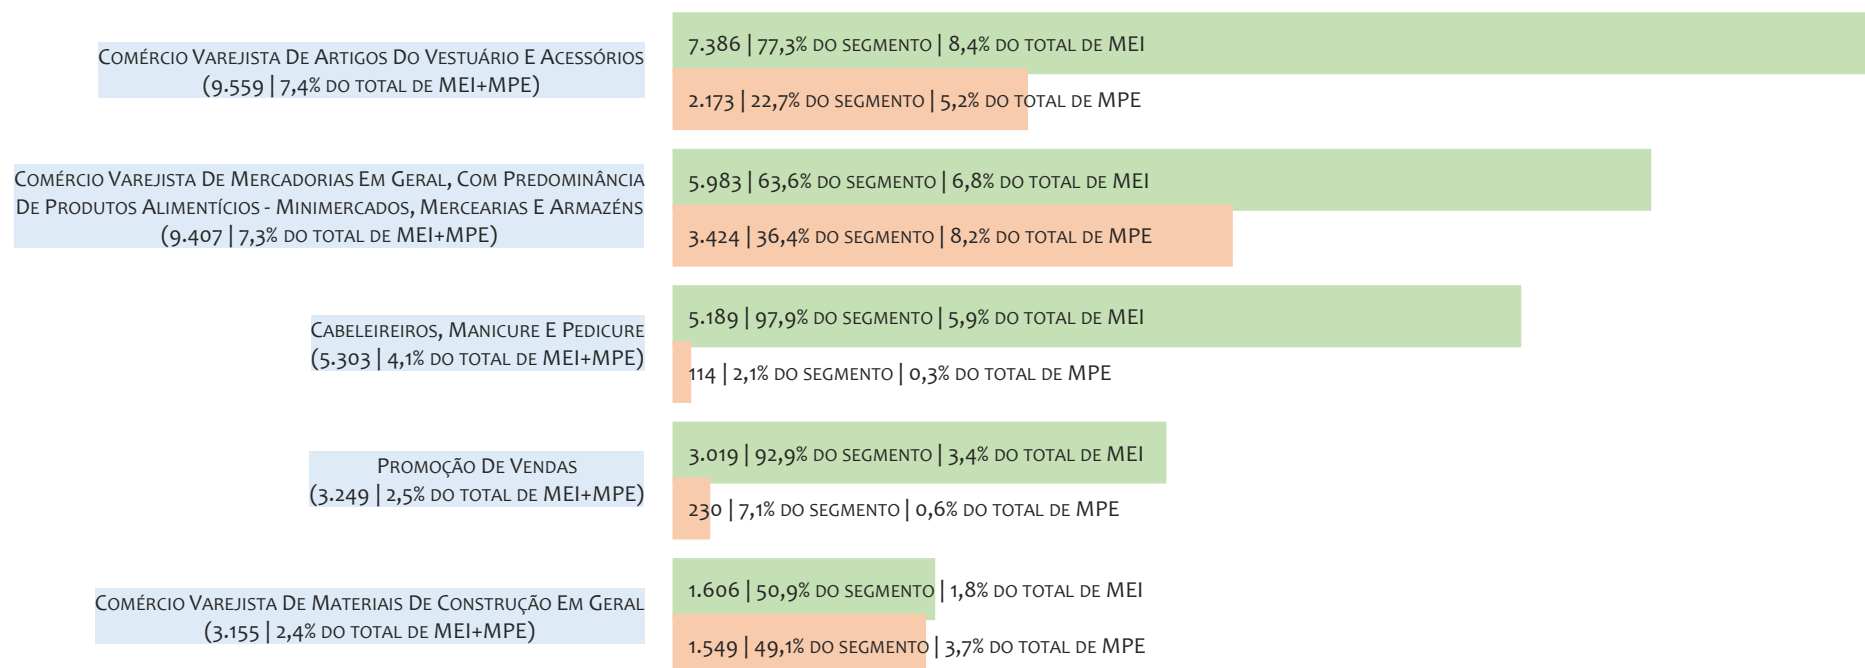 Comércio Varejista De Artigos Do Vestuário E Acessórios
(9.559 | 7,4% do total de MEI+MPE)
7.386 | 77,3% do segmento | 8,4% do total de MEI
2.173 | 22,7% do segmento | 5,2% do total de MPE
Comércio Varejista De Mercadorias Em Geral, Com Predominância
De Produtos Alimentícios - Minimercados, Mercearias E Armazéns
(9.407 | 7,3% do total de MEI+MPE)
5.983 | 63,6% do segmento | 6,8% do total de MEI
3.424 | 36,4% do segmento | 8,2% do total de MPE
Cabeleireiros, Manicure E Pedicure
(5.303 | 4,1% do total de MEI+MPE)
5.189 | 97,9% do segmento | 5,9% do total de MEI
114 | 2,1% do segmento | 0,3% do total de MPE
Promoção De Vendas
(3.249 | 2,5% do total de MEI+MPE)
3.019 | 92,9% do segmento | 3,4% do total de MEI
230 | 7,1% do segmento | 0,6% do total de MPE
Comércio Varejista De Materiais De Construção Em Geral
(3.155 | 2,4% do total de MEI+MPE)
1.606 | 50,9% do segmento | 1,8% do total de MEI
1.549 | 49,1% do segmento | 3,7% do total de MPE